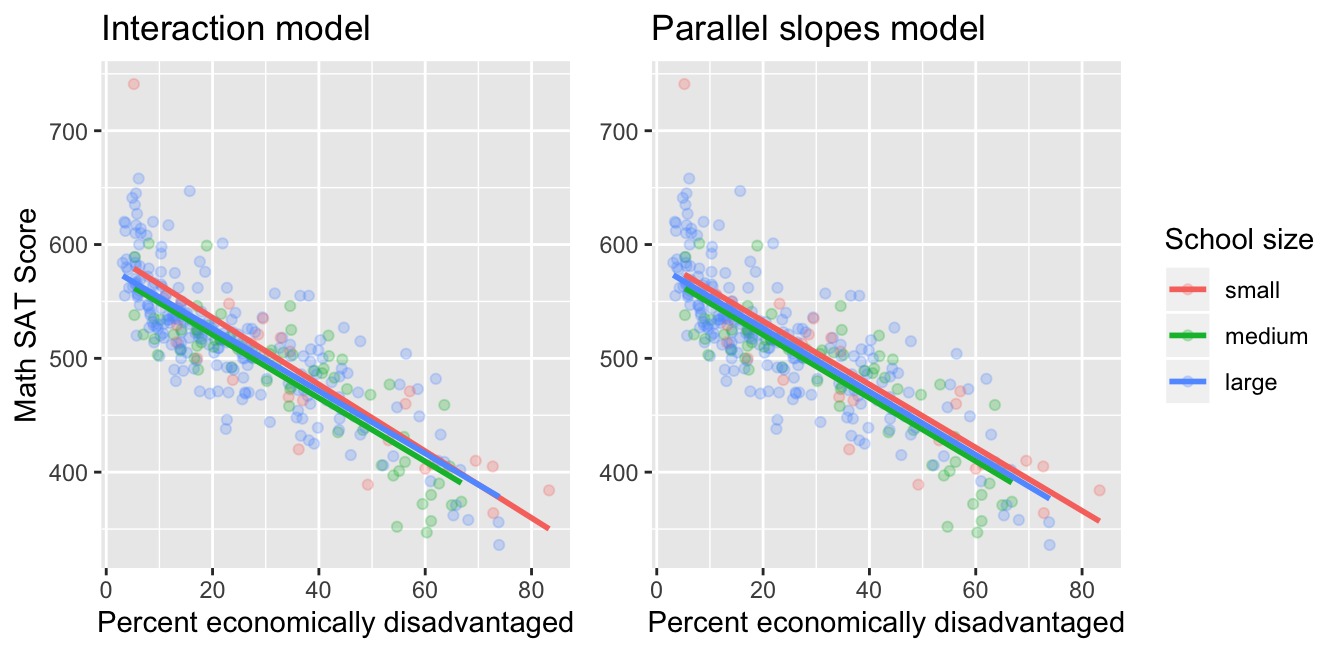 Interaction model
Parallel slopes model
Math SAT Score
700
600
500
400
0 20 40 60 80
Percent economically disadvantaged
700
600
500
400
0 20 40 60 80
Percent economically disadvantaged
School size
small
medium
large